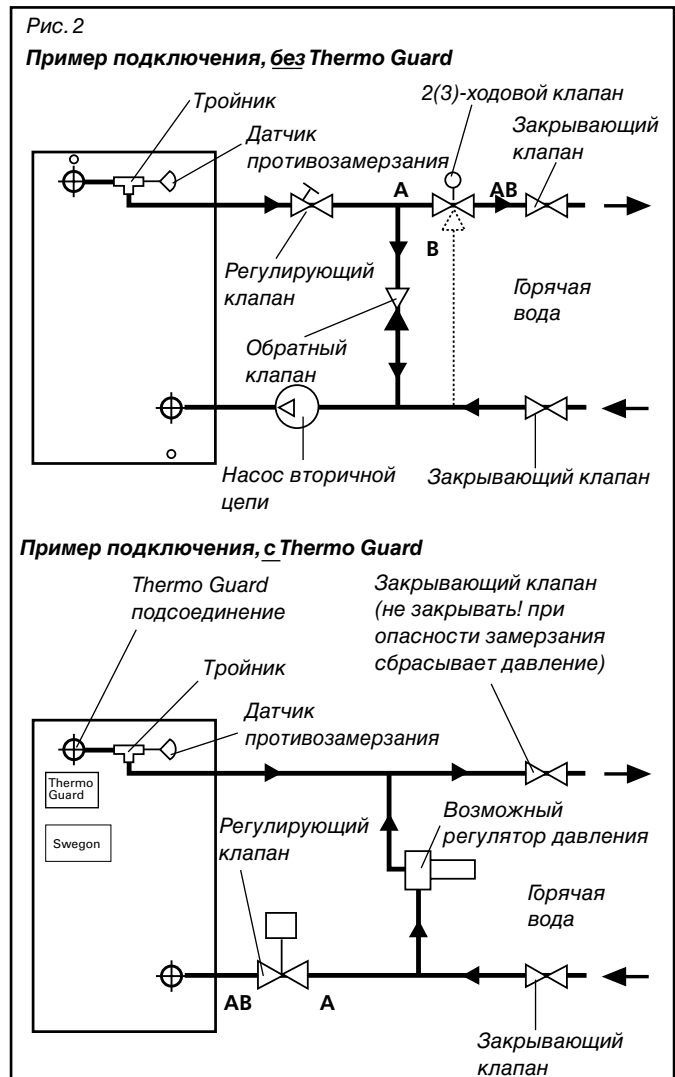 Рис. 2
Пример подключения, без Thermo Guard
2(3)-ходовой клапан
Тройник
Закрывающий
клапан
Датчик
противозамерзания
A
AB
B
Регулирующий
клапан
Горячая
вода
Обратный
клапан
Насос вторичной
цепи
Закрывающий клапан
Пример подключения, с Thermo Guard
Thermo Guard
подсоединение
Закрывающий клапан
(не закрывать! при
опасности замерзания
сбрасывает давление)
Тройник
Датчик
противозамерзания
Thermo
Guard
Swegon
Регулирующий
клапан
Возможный
регулятор давления
Горячая
вода
AB
A
Закрывающий
клапан